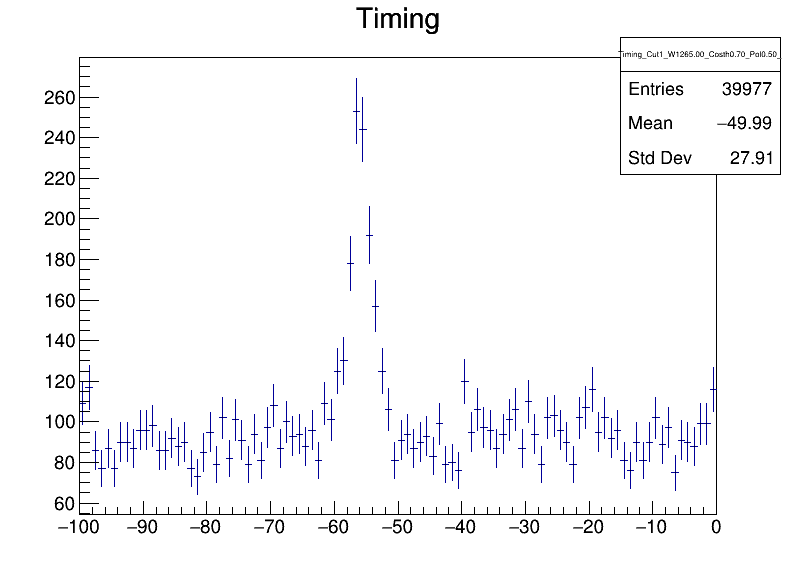 Timing
Timing_Cut1_W1265.00_Costh0.70_Pol0.50_
Entries 39977
Mean −49.99
Std Dev 27.91
260
240
220
200
180
160
140
120
100
80
60
−100 −90 −80 −70 −60 −50 −40 −30 −20 −10 0